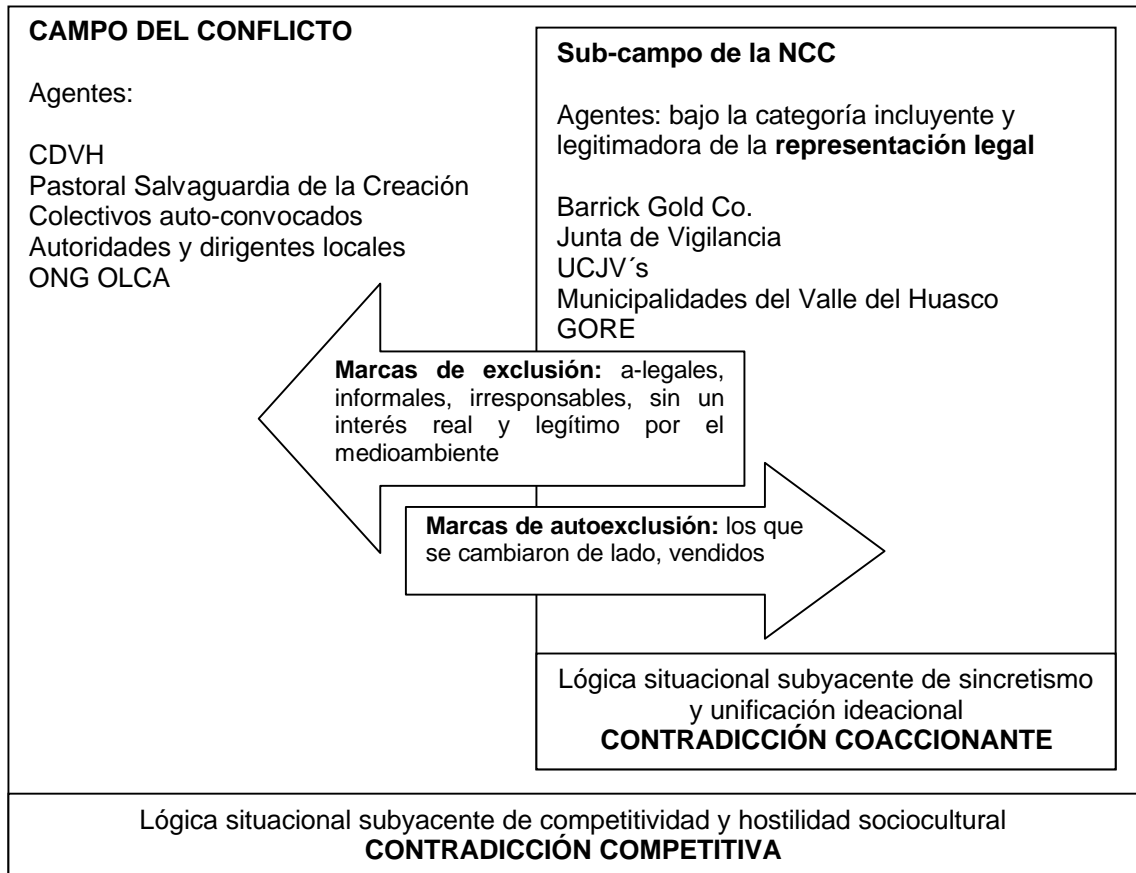 CAMPO DEL CONFLICTO
Agentes:
CDVH
Pastoral Salvaguardia de la Creación
Colectivos auto-convocados
Autoridades y dirigentes locales
ONG OLCA
Sub-campo de la NCC
Agentes: bajo la categoría incluyente y
legitimadora de la representación legal
Barrick Gold Co.
Junta de Vigilancia
UCJV´s
Municipalidades del Valle del Huasco
GORE
Marcas de exclusión: a-legales,
informales, irresponsables, sin un
interés real y legítimo por el
medioambiente
Marcas de autoexclusión: los que
se cambiaron de lado, vendidos
Lógica situacional subyacente de sincretismo
y unificación ideacional
CONTRADICCIÓN COACCIONANTE
Lógica situacional subyacente de competitividad y hostilidad sociocultural
CONTRADICCIÓN COMPETITIVA